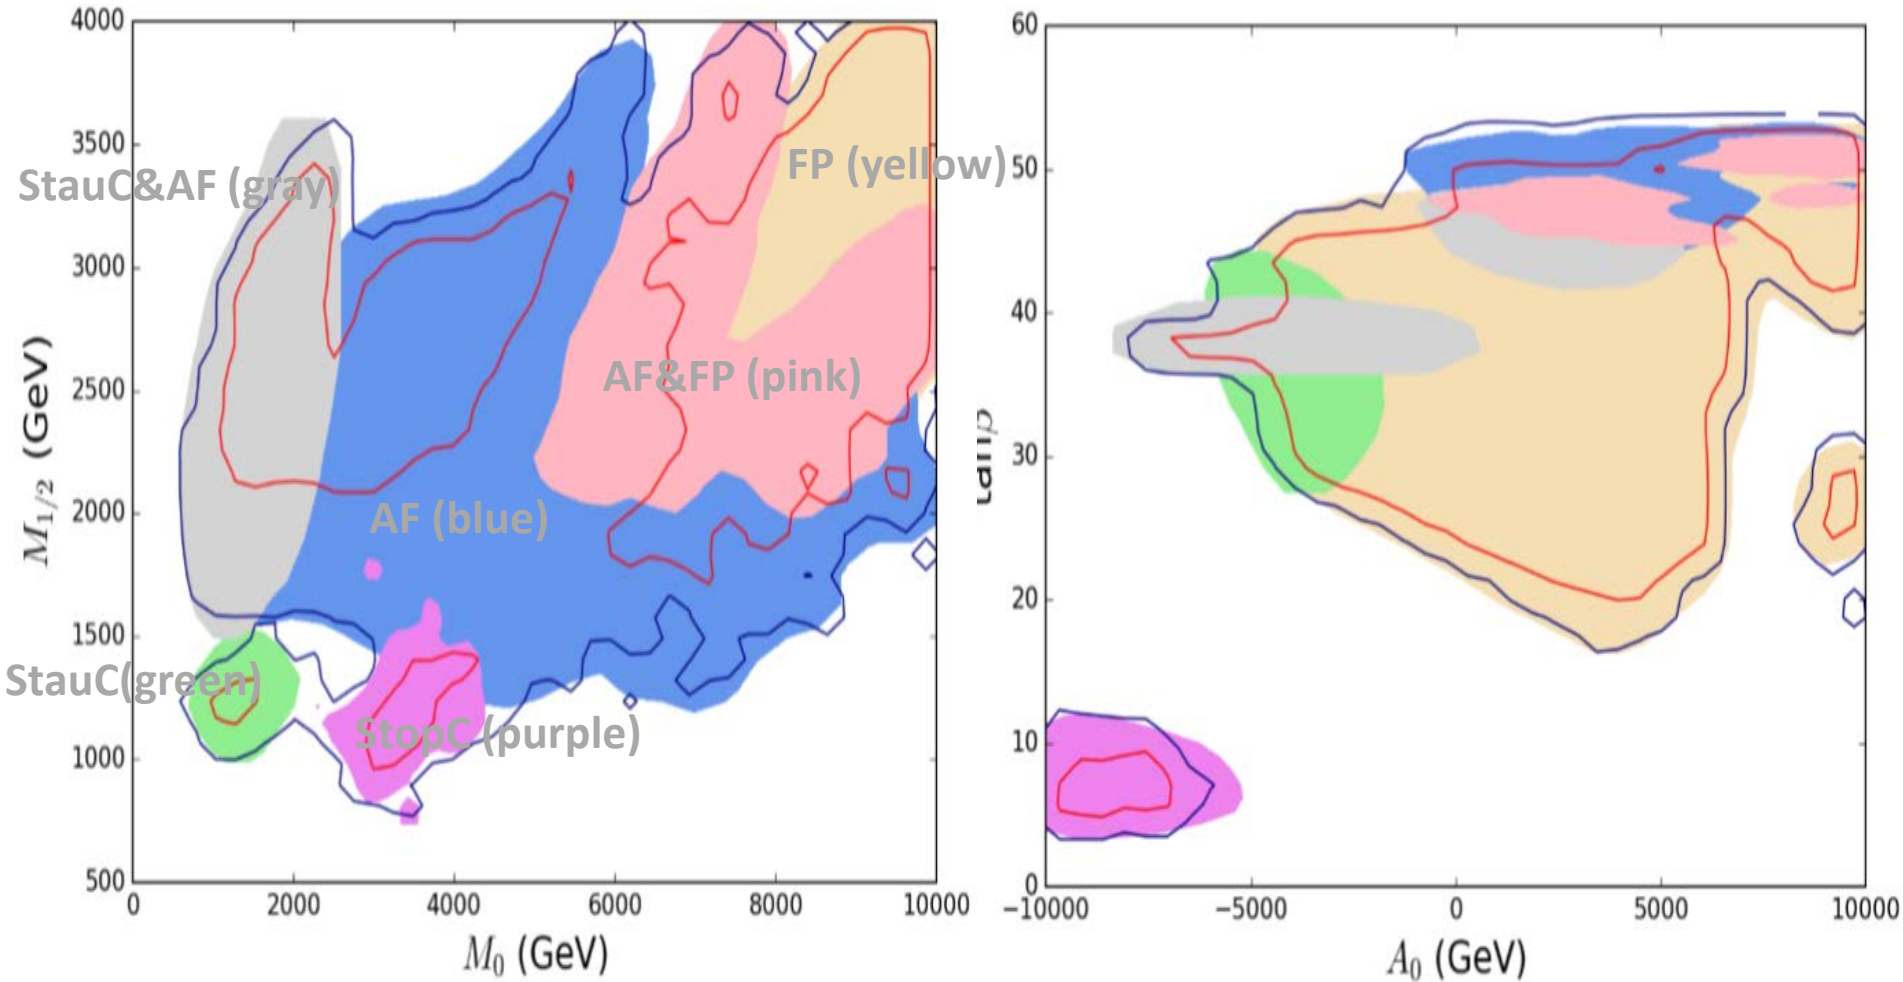 4000
3500
3000
2500
2000
1500
1000
500
M1/2 (GeV)
0
2000
4000
6000
8000
10000
M0 (GeV)
StauC&AF (gray)
FP (yellow)
AF&FP (pink)
AF (blue)
StauC(green)
StopC (purple)
60
50
40
30
20
10
0
tanβ
−10000
−5000
0
5000
10000
A0 (GeV)